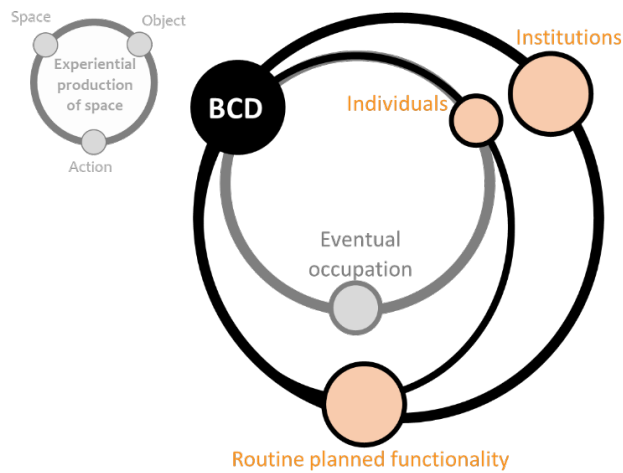 Space
Object
Experiential
production
of space
Action
Institutions
BCD
Individuals
Eventual
occupation
Routine planned functionality